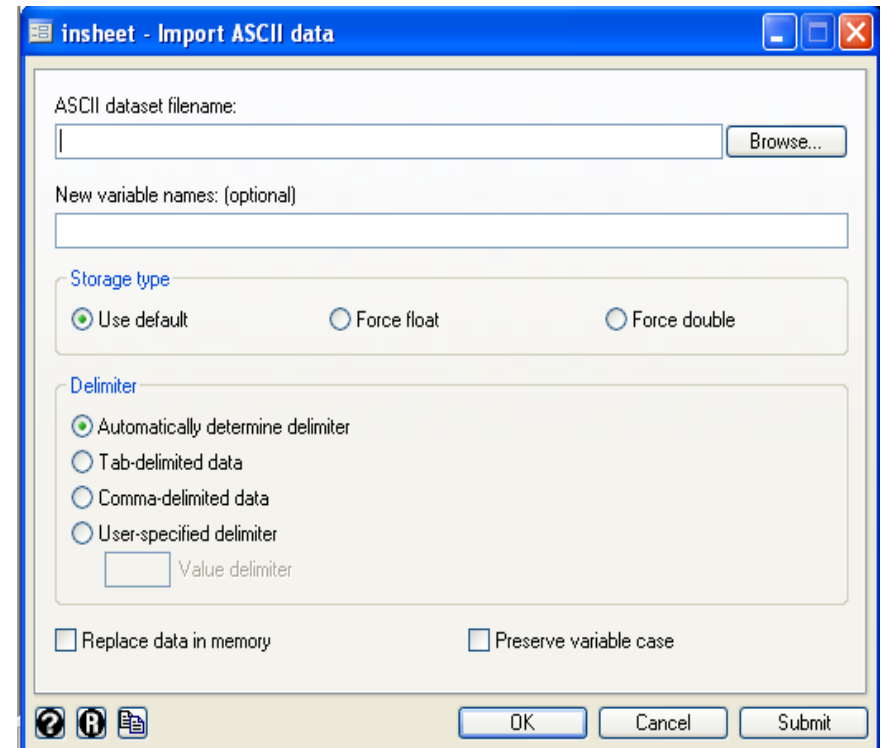 insheet - Import ASCII data
ASCII dataset filename:
Browse...
New variable names: (optional)
Storage type
Use default Force float Force double
Delimiter
Automatically determine delimiter
Tab-delimited data
Comma-delimited data
User-specified delimiter
Value delimiter
Replace data in memory Preserve variable case
? R OK Cancel Submit